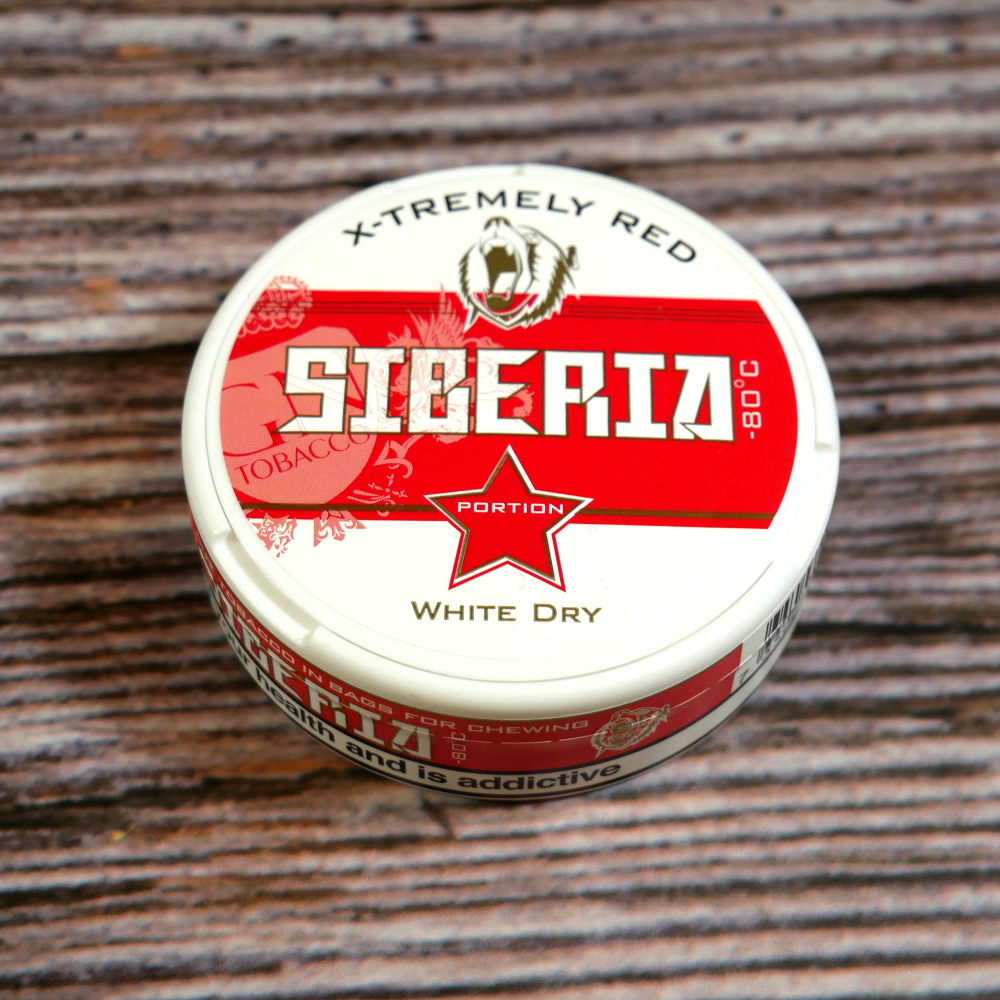 X-TREMELY RED
SIBERIA
-80°C
GN
TOBACCO
PORTION
WHITE DRY
TOBACCO IN BAGS FOR CHEWING
SIBERIA
-80°C
health and is addictive